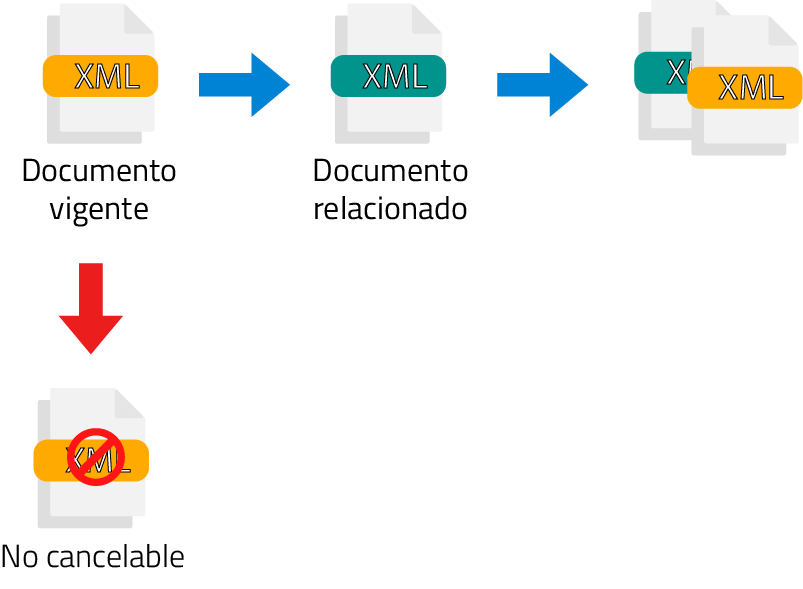 XML
XML
X
XML
Documento
vigente
Documento
relacionado
XML
No cancelable